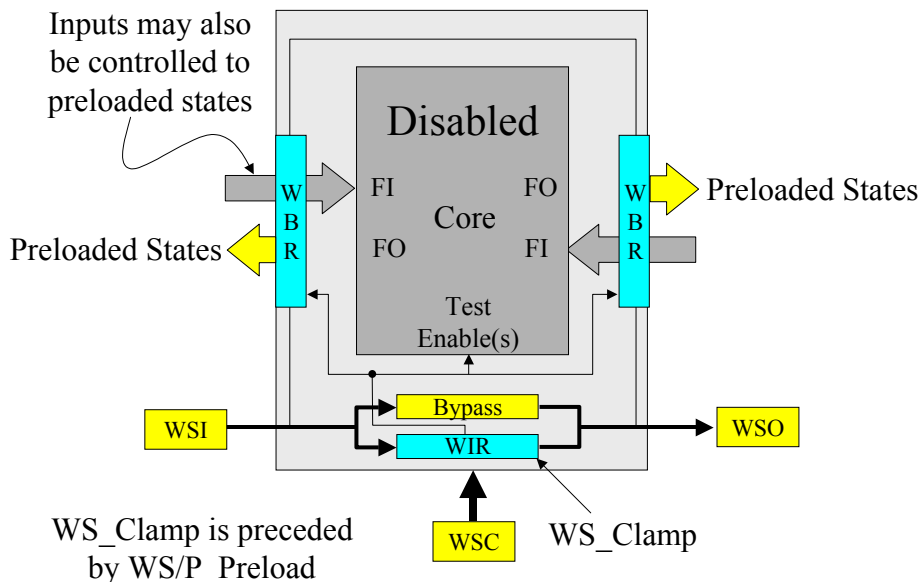 Inputs may also
be controlled to
preloaded states
Disabled
W
B
R
FI
FO
W
B
R
Preloaded States
Core
Preloaded States
FO
FI
Test
Enable(s)
Bypass
WSI
WSO
WIR
WS_Clamp is preceded
by WS/P_Preload
WSC
WS_Clamp